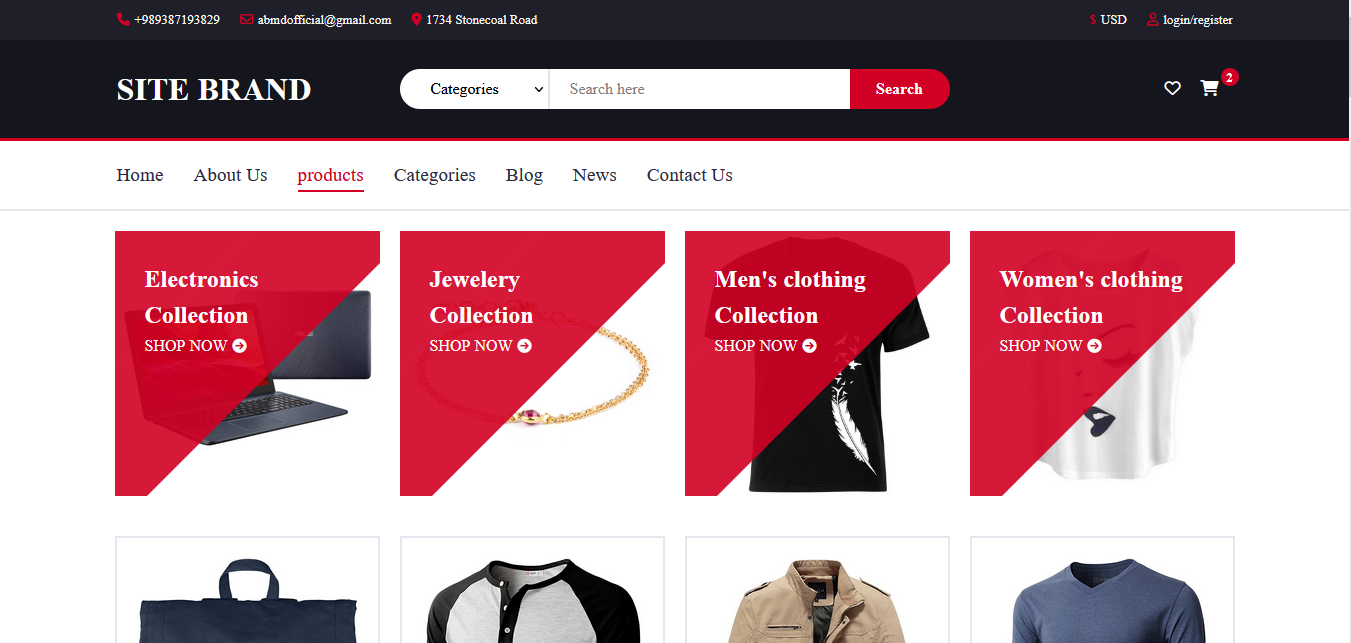 +989387193829 abmdofficial@gmail.com 1734 Stonecoal Road $ USD login/register
SITE BRAND Categories Search here Search 2
Home About Us products Categories Blog News Contact Us
Electronics
Collection
SHOP NOW
Jewelery
Collection
SHOP NOW
Men's clothing
Collection
SHOP NOW
Women's clothing
Collection
SHOP NOW